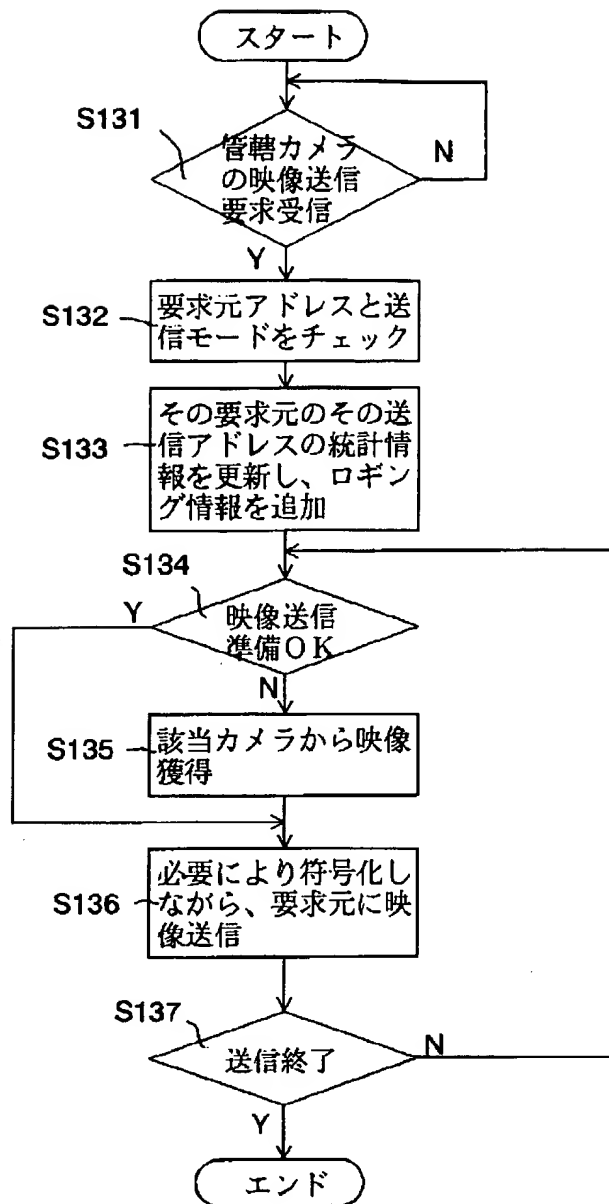 スタート
S131
管轄カメラ
の映像送信
要求受信
N
Y
S132
要求元アドレスと送
信モードをチェック
S133
その要求元のその送
信アドレスの統計情
報を更新し、ロギン
グ情報を追加
S134
Y
映像送信
準備OK
N
S135
該当カメラから映像
獲得
S136
必要により符号化し
ながら、要求元に映
像送信
S137
送信終了
N
Y
エンド